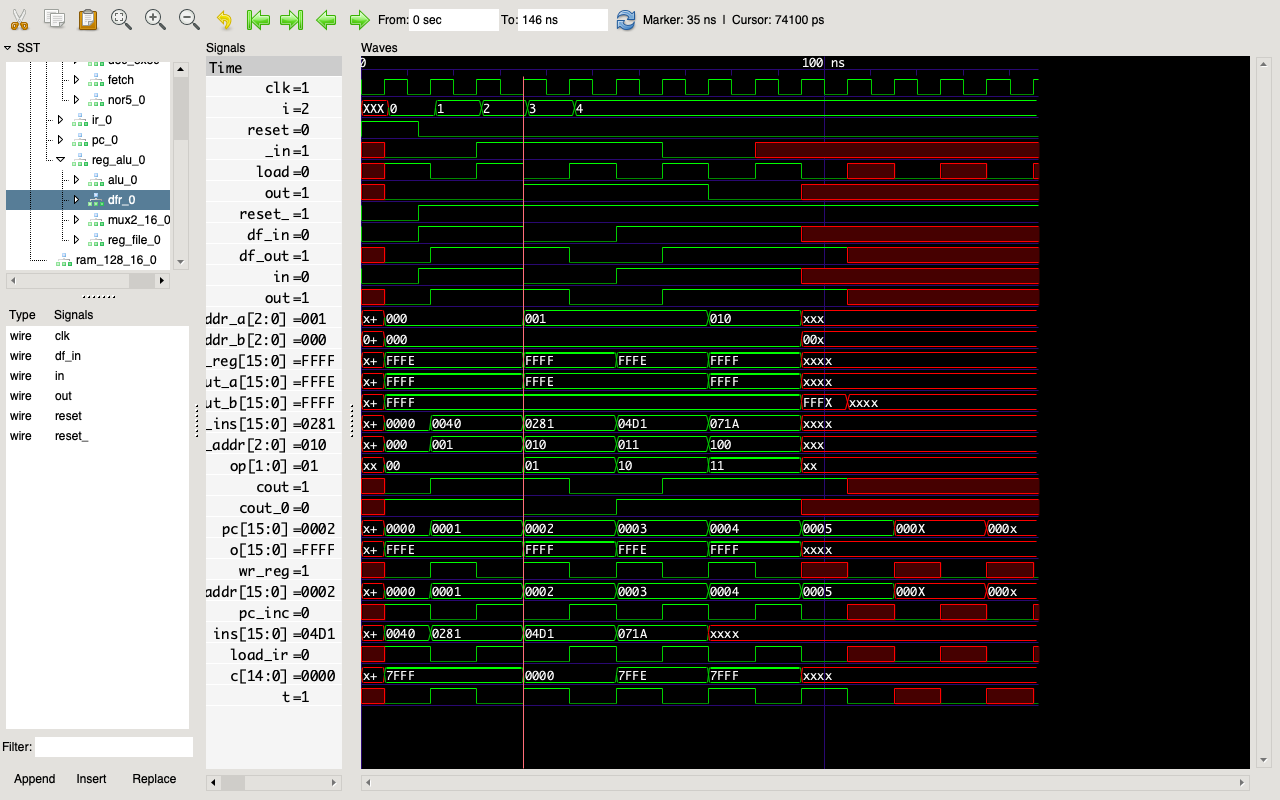 From: 0 sec To: 146 ns Marker: 35 ns | Cursor: 74100 ps
SST
fetch
nor5_0
ir_0
pc_0
reg_alu_0
alu_0
dfr_0
mux2_16_0
reg_file_0
ram_128_16_0
Type Signals
wire clk
wire df_in
wire in
wire out
wire reset
wire reset_
Filter:
Append Insert Replace
Signals
Time
clk=1
i=2
reset=0
_in=1
load=0
out=1
reset_=1
df_in=0
df_out=1
in=0
out=1
ddr_a[2:0]=001
ddr_b[2:0]=000
_reg[15:0]=FFFF
ut_a[15:0]=FFFE
ut_b[15:0]=FFFF
_ins[15:0]=0281
_addr[2:0]=010
op[1:0]=01
cout=1
cout_0=0
pc[15:0]=0002
o[15:0]=FFFF
wr_reg=1
addr[15:0]=0002
pc_inc=0
ins[15:0]=04D1
load_ir=0
c[14:0]=0000
t=1
Waves
0 100 ns
XXX 0 1 2 3 4
x+ 000 001 010 xxx
0+ 000 00x
x+ FFFE FFFF FFFE FFFF xxxx
x+ FFFF FFFE FFFF xxxx
x+ FFFF FFFX xxxx
x+ 0000 0040 0281 04D1 071A xxxx
x+ 000 001 010 011 100 xxx
xx 00 01 10 11 xx
x+ 0000 0001 0002 0003 0004 0005 000X 000x
x+ FFFE FFFF FFFE FFFF xxxx
x+ 0000 0001 0002 0003 0004 0005 000X 000x
x+ 0040 0281 04D1 071A xxxx
x+ 7FFF 0000 7FFE 7FFF xxxx